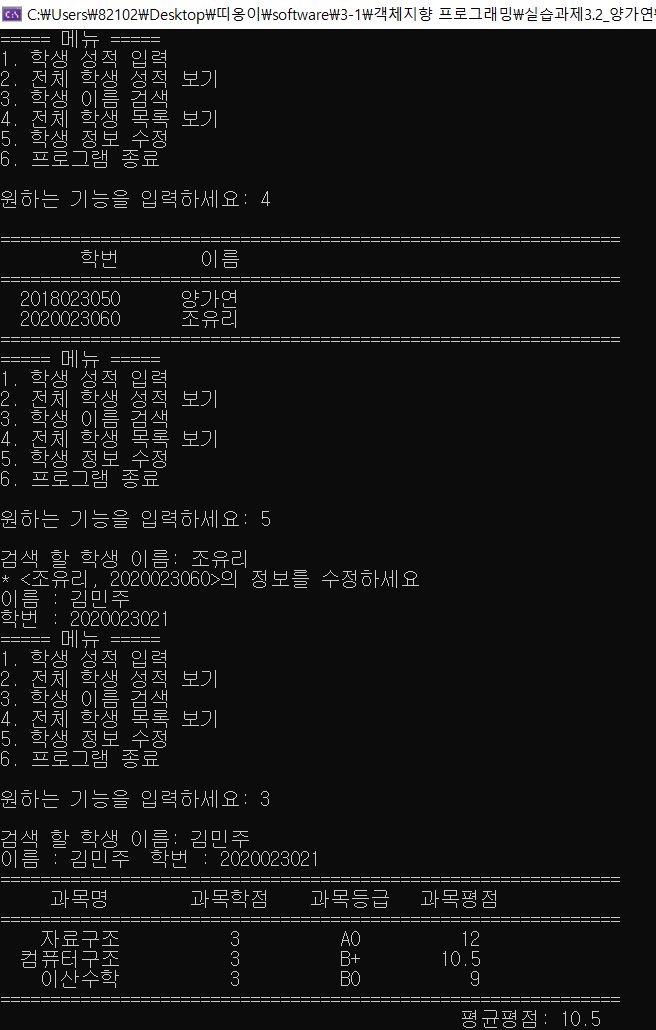 C:\Users\82102\Desktop\띠옹이\software\3-1\객체지향 프로그래밍\실습과제3.2_양가연\
===== 메뉴 =====
1. 학생 성적 입력
2. 전체 학생 성적 보기
3. 학생 이름 검색
4. 전체 학생 목록 보기
5. 학생 정보 수정
6. 프로그램 종료
원하는 기능을 입력하세요: 4
==============================================================
학번 이름
==============================================================
2018023050 양가연
2020023060 조유리
==============================================================
===== 메뉴 =====
1. 학생 성적 입력
2. 전체 학생 성적 보기
3. 학생 이름 검색
4. 전체 학생 목록 보기
5. 학생 정보 수정
6. 프로그램 종료
원하는 기능을 입력하세요: 5
검색 할 학생 이름: 조유리
* <조유리, 2020023060>의 정보를 수정하세요
이름 : 김민주
학번 : 2020023021
===== 메뉴 =====
1. 학생 성적 입력
2. 전체 학생 성적 보기
3. 학생 이름 검색
4. 전체 학생 목록 보기
5. 학생 정보 수정
6. 프로그램 종료
원하는 기능을 입력하세요: 3
검색 할 학생 이름: 김민주
이름 : 김민주 학번 : 2020023021
==============================================================
과목명 과목학점 과목등급 과목평점
==============================================================
자료구조 3 A0 12
컴퓨터구조 3 B+ 10.5
이산수학 3 B0 9
==============================================================
평균평점: 10.5